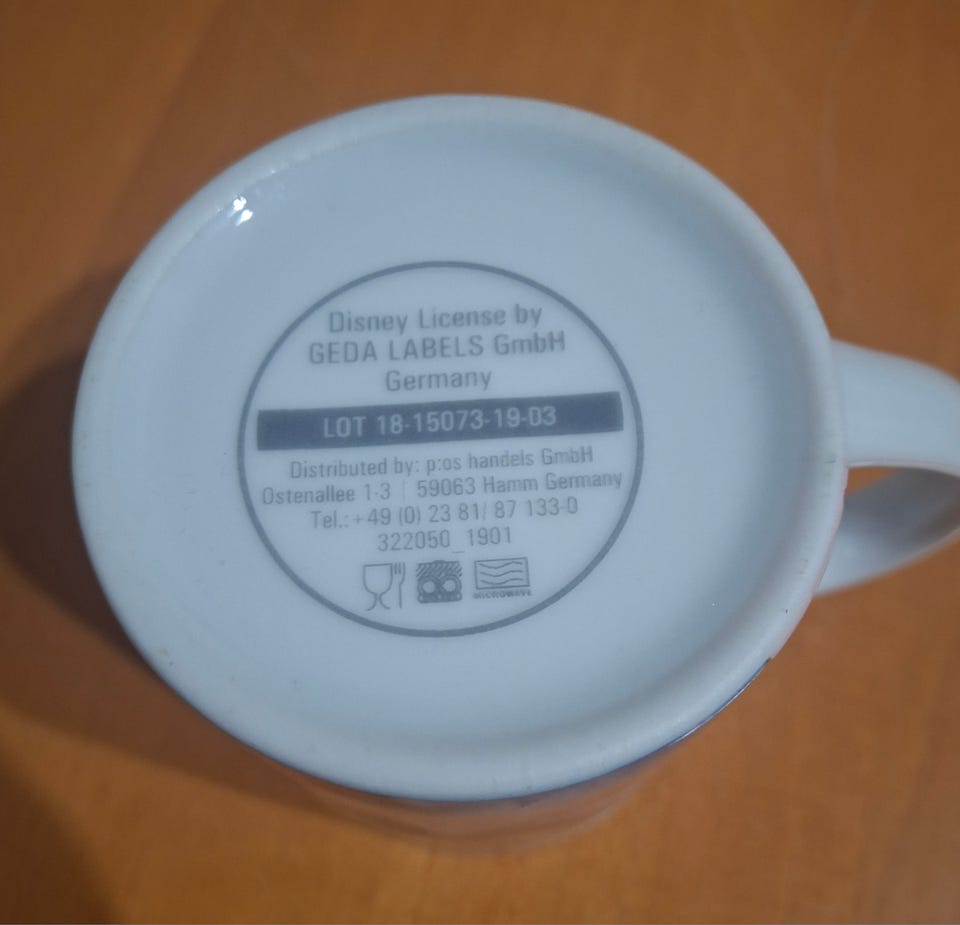 Disney License by
GEDA LABELS GmbH
Germany
LOT 18-15073-19-03
Distributed by: p:os handels GmbH
Ostenallee 1-3 | 59063 Hamm Germany
Tel.: +49 (0) 23 81/ 87 133-0
322050_1901
MICROWAVE